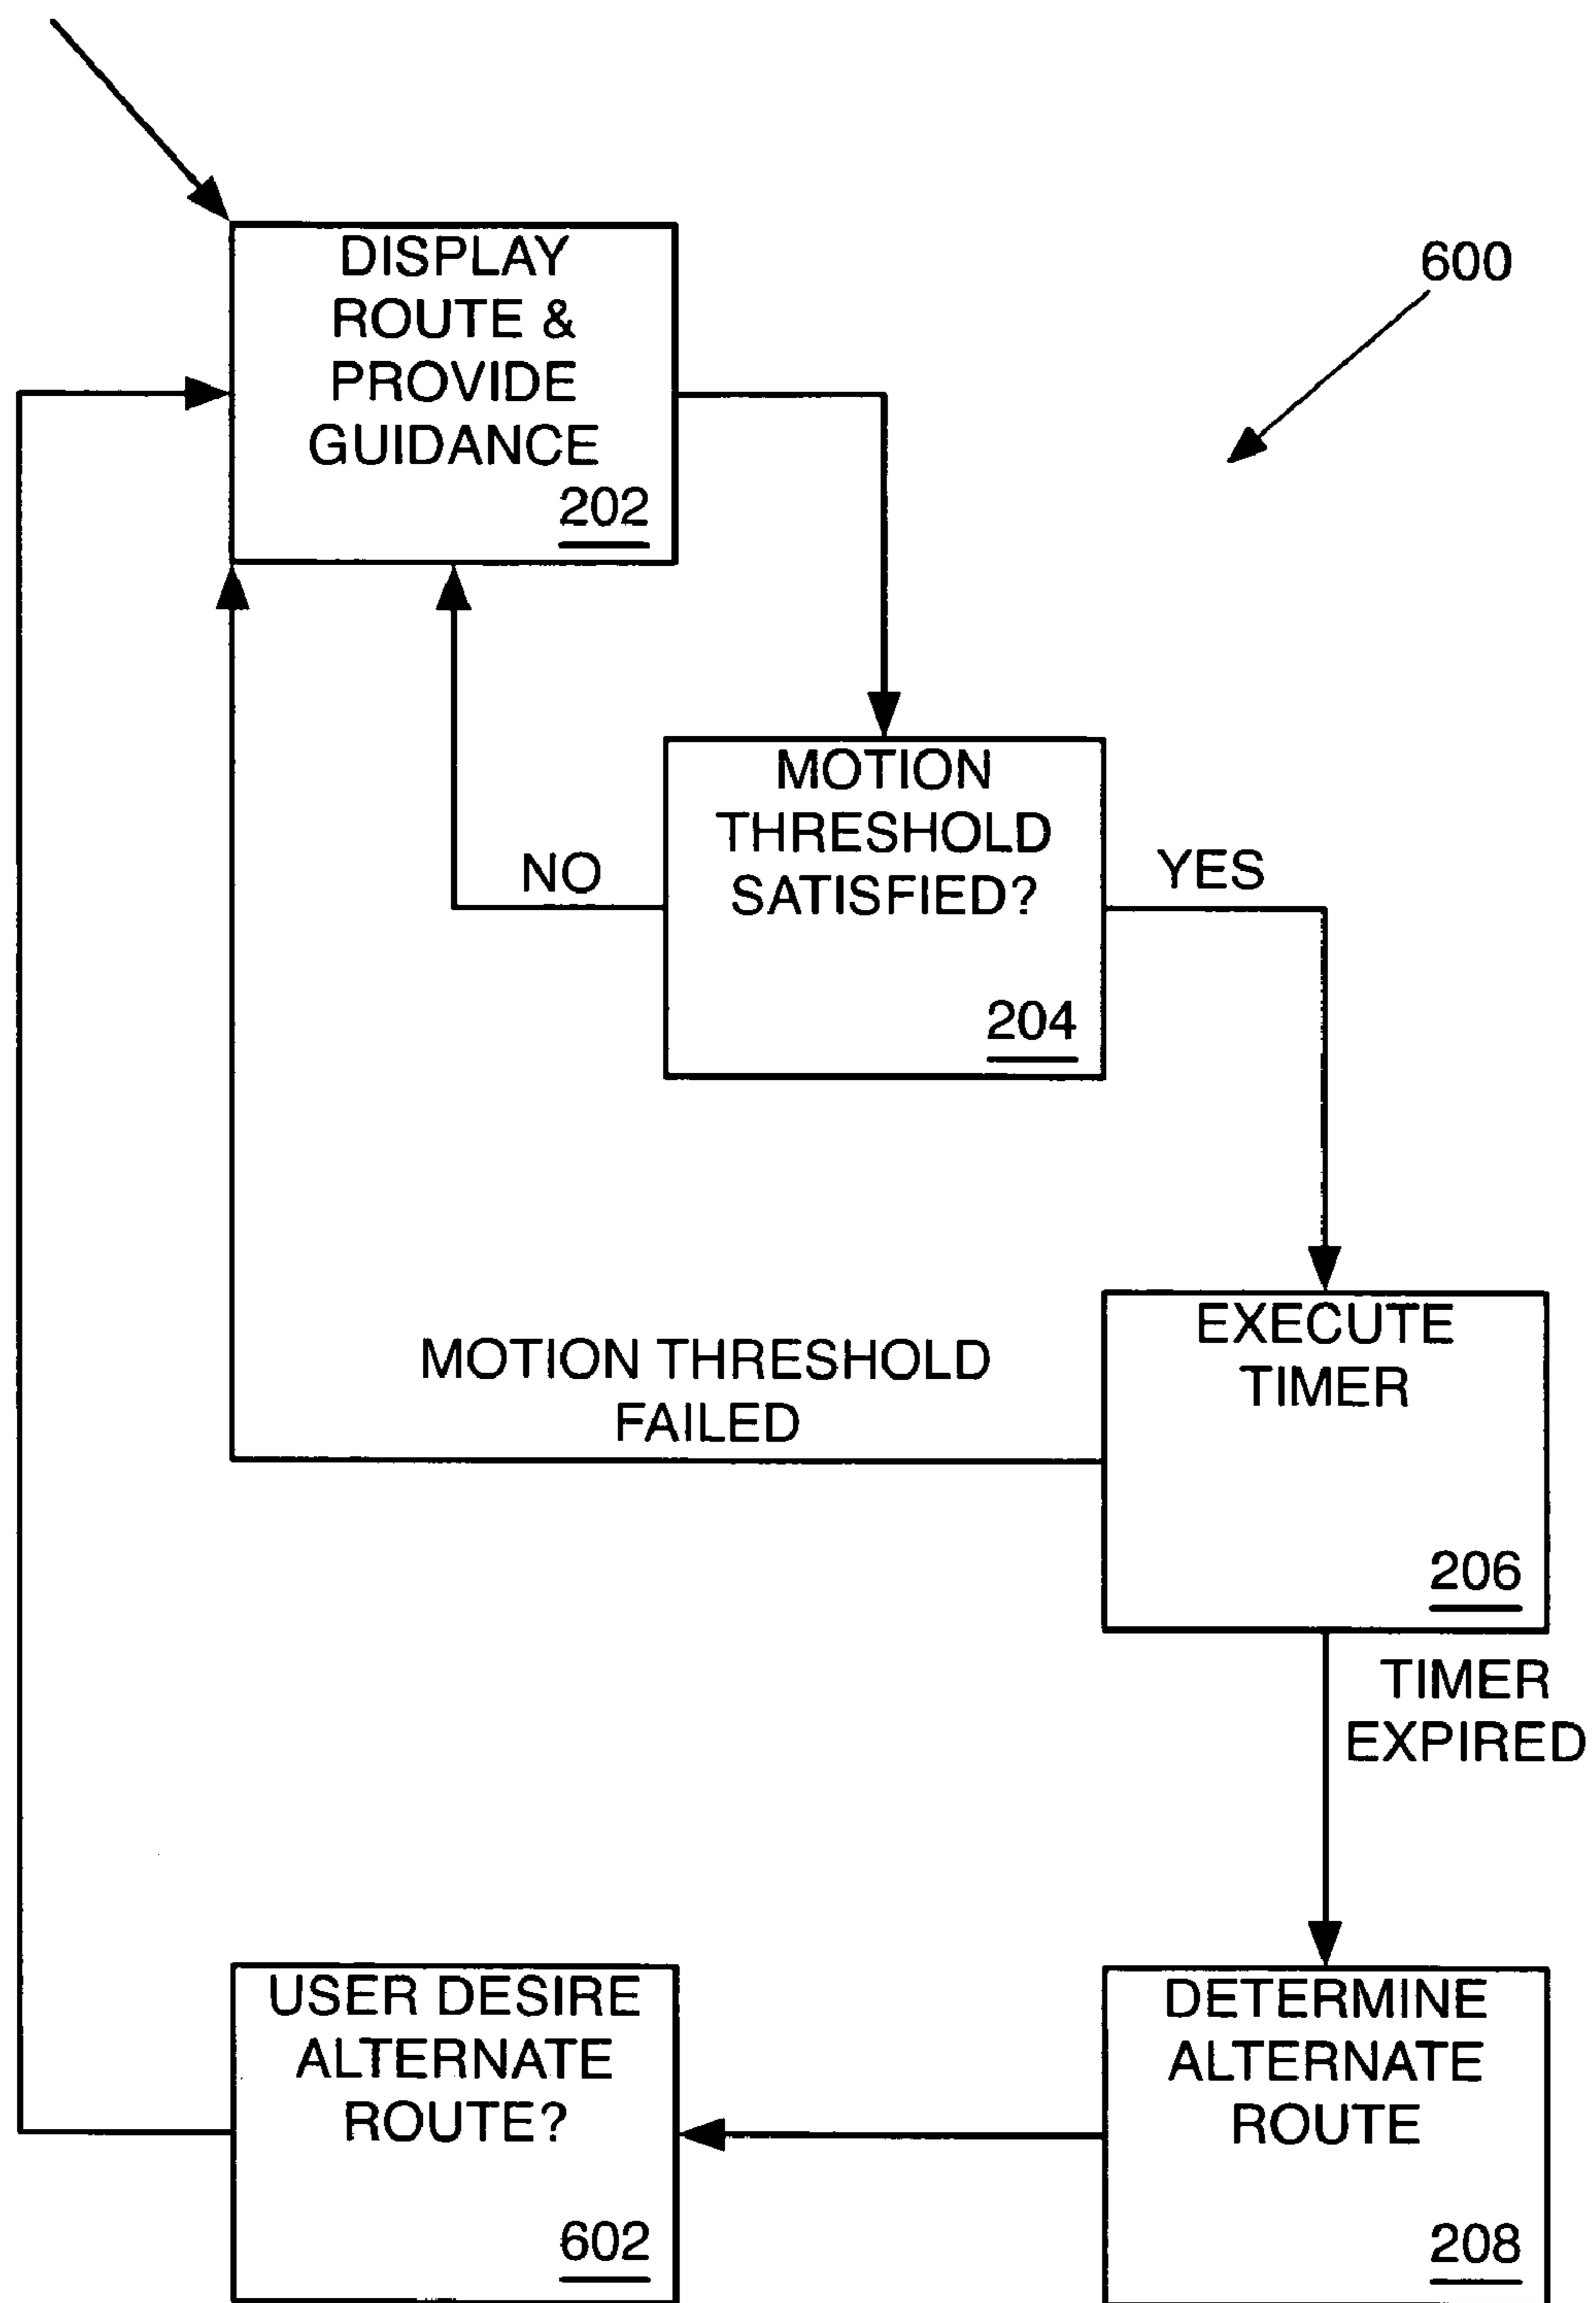 600
DISPLAY
ROUTE &
PROVIDE
GUIDANCE
202
MOTION
THRESHOLD
SATISFIED?
204
NO
YES
EXECUTE
TIMER
206
MOTION THRESHOLD
FAILED
TIMER
EXPIRED
DETERMINE
ALTERNATE
ROUTE
208
USER DESIRE
ALTERNATE
ROUTE?
602